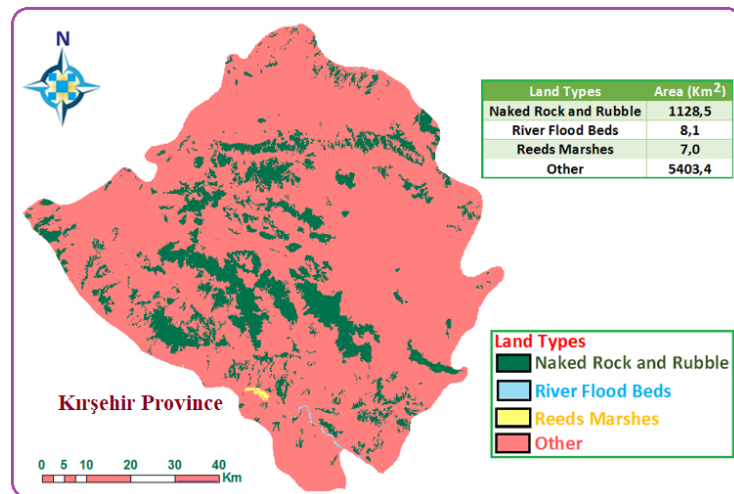 N
Land Types Area (Km2)
Naked Rock and Rubble 1128,5
River Flood Beds 8,1
Reeds Marshes 7,0
Other 5403,4
Land Types
Naked Rock and Rubble
River Flood Beds
Reeds Marshes
Other
Kırşehir Province
0 5 10 20 30 40
Km